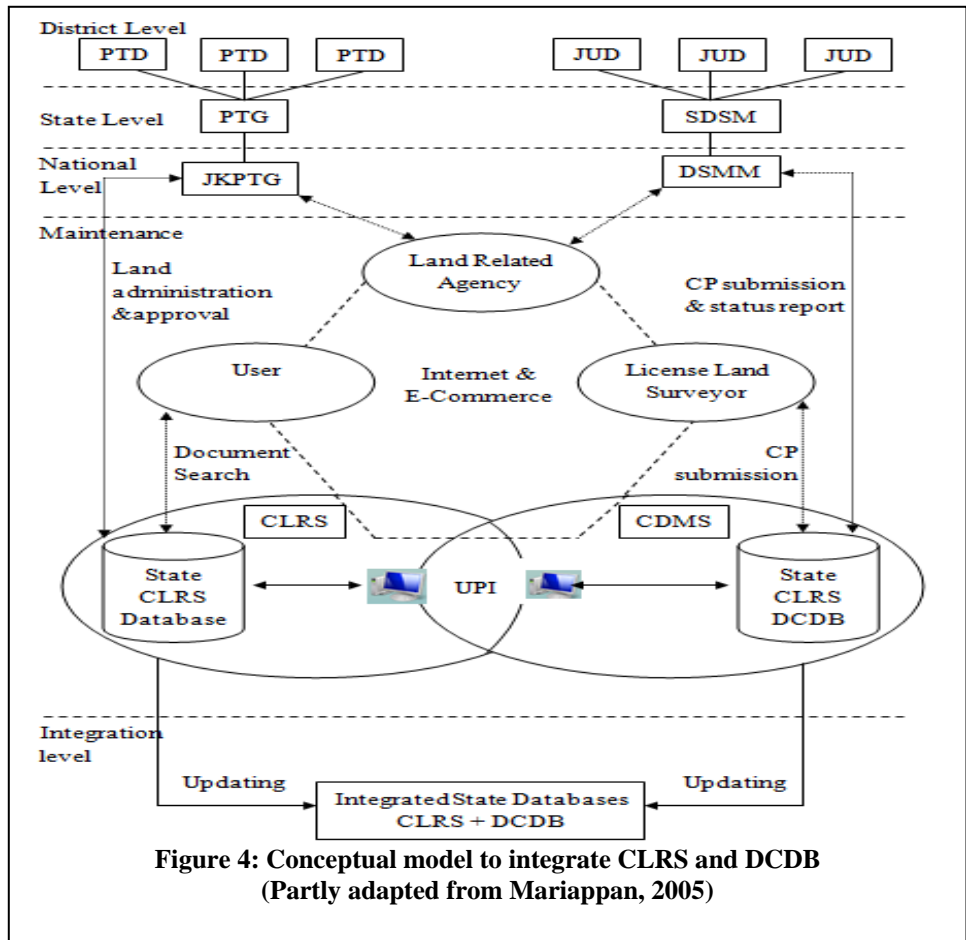 District Level
PTD PTD PTD JUD JUD JUD
State Level
PTG SDSM
National
Level
JKPTG DSMM
Maintenance
Land Related
Agency
Land
administration
&approval
CP submission
& status report
User
Internet &
E-Commerce
License Land
Surveyor
Document
Search
CP
submission
CLRS CDMS
State
CLRS
Database
UPI
State
CLRS
DCDB
Integration
level
Updating Updating
Integrated State Databases
CLRS + DCDB
Figure 4: Conceptual model to integrate CLRS and DCDB
(Partly adapted from Mariappan, 2005)